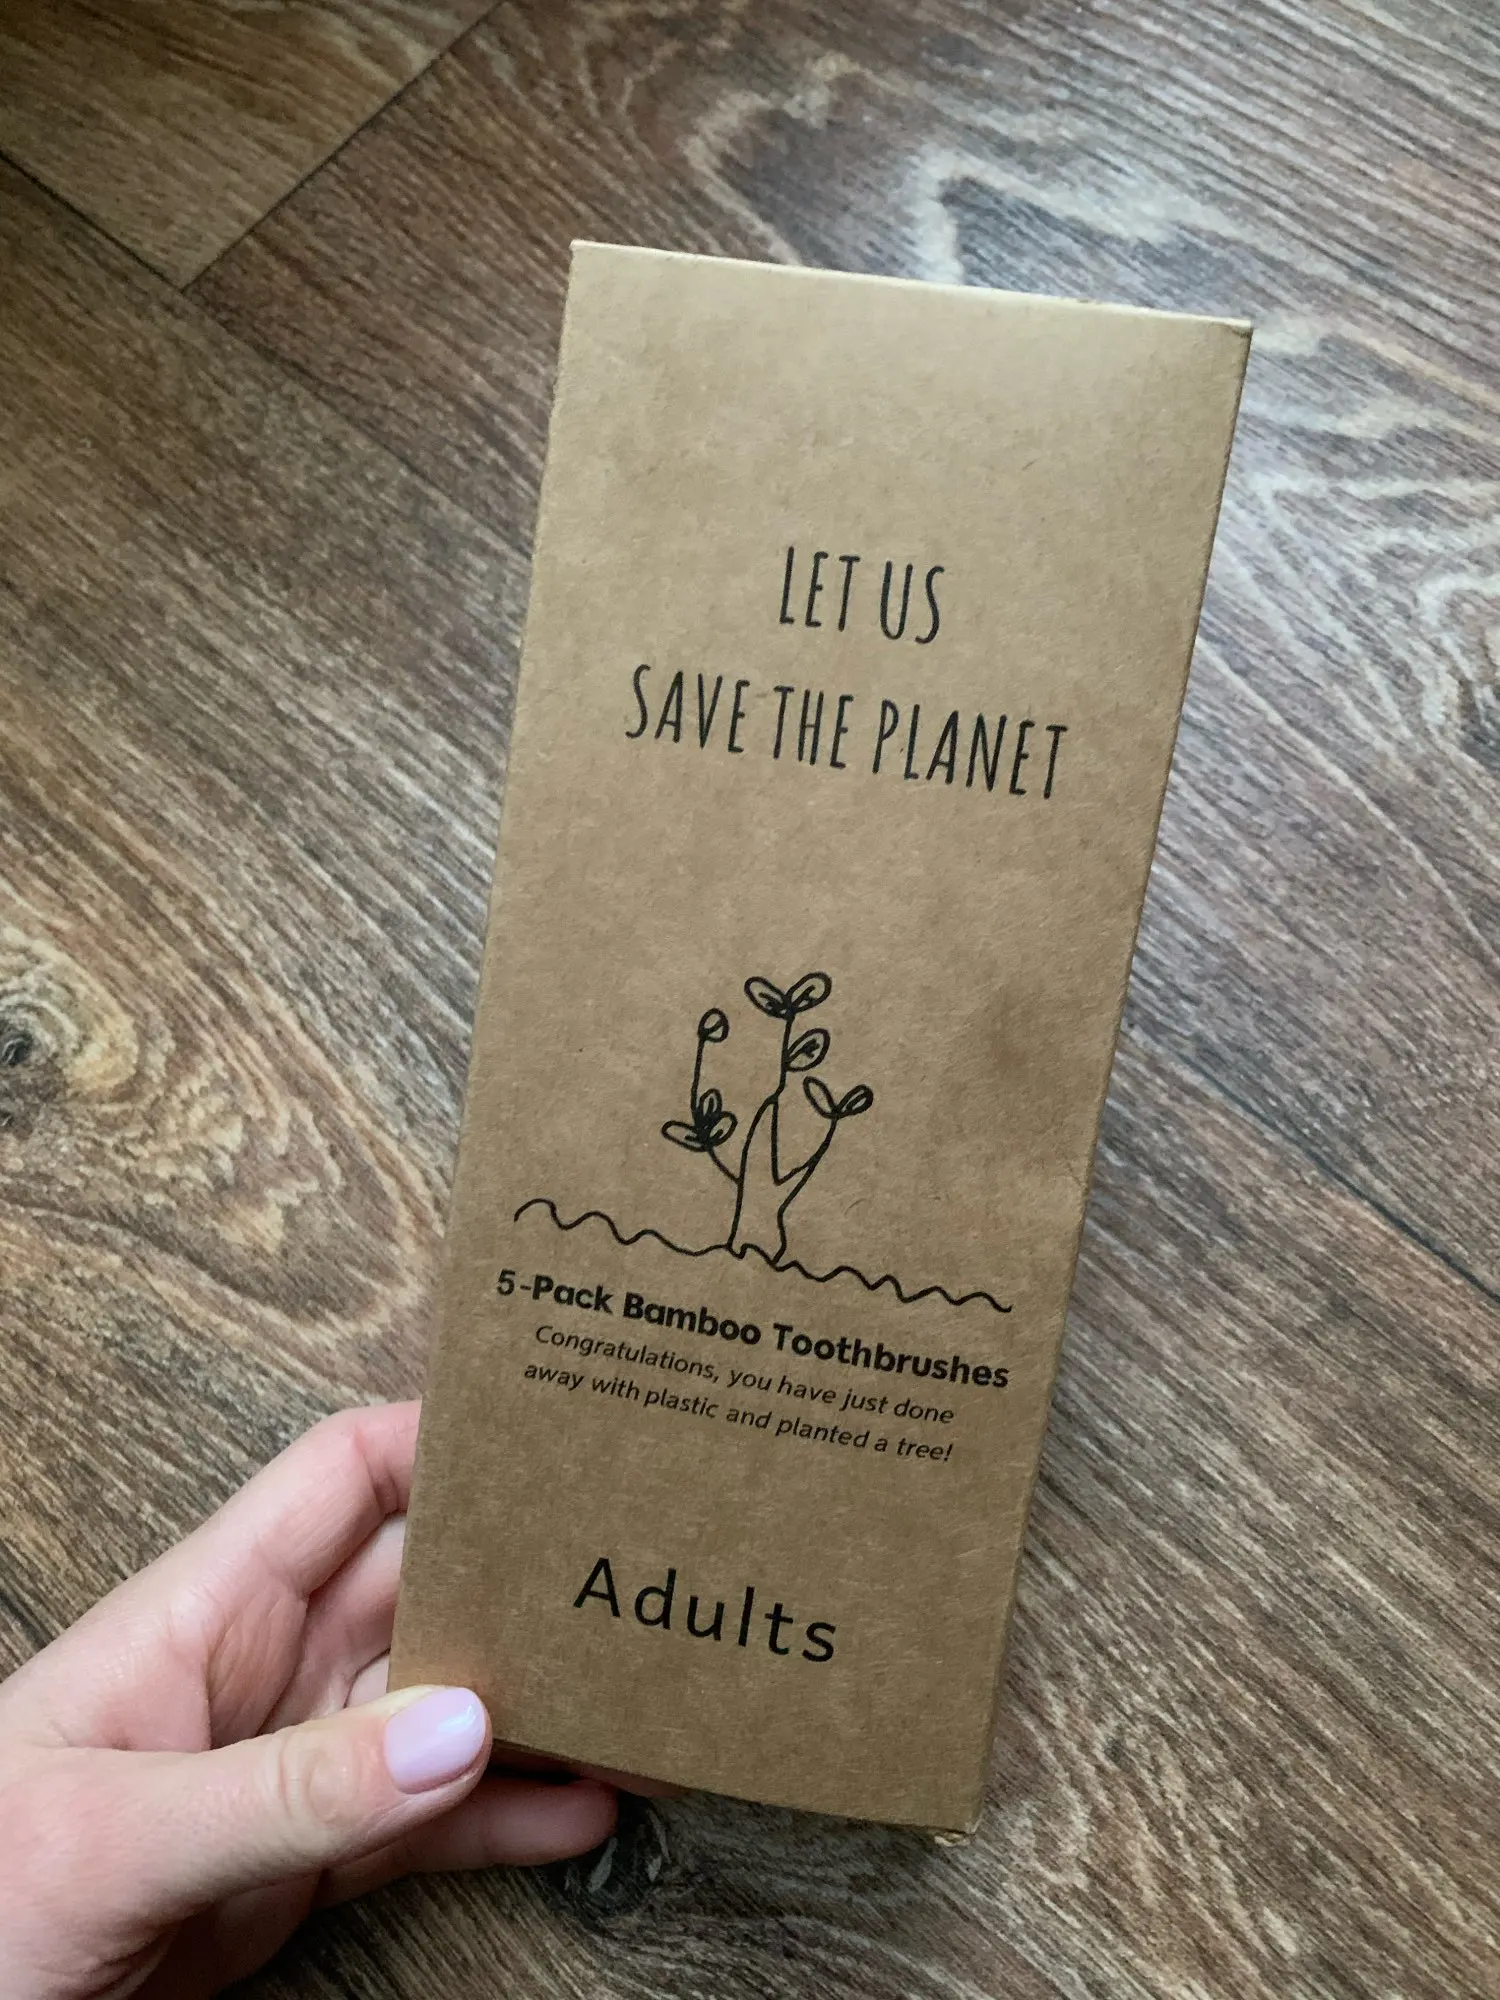 LET US
SAVE THE PLANET
5-Pack Bamboo Toothbrushes
Congratulations, you have just done
away with plastic and planted a tree!
Adults